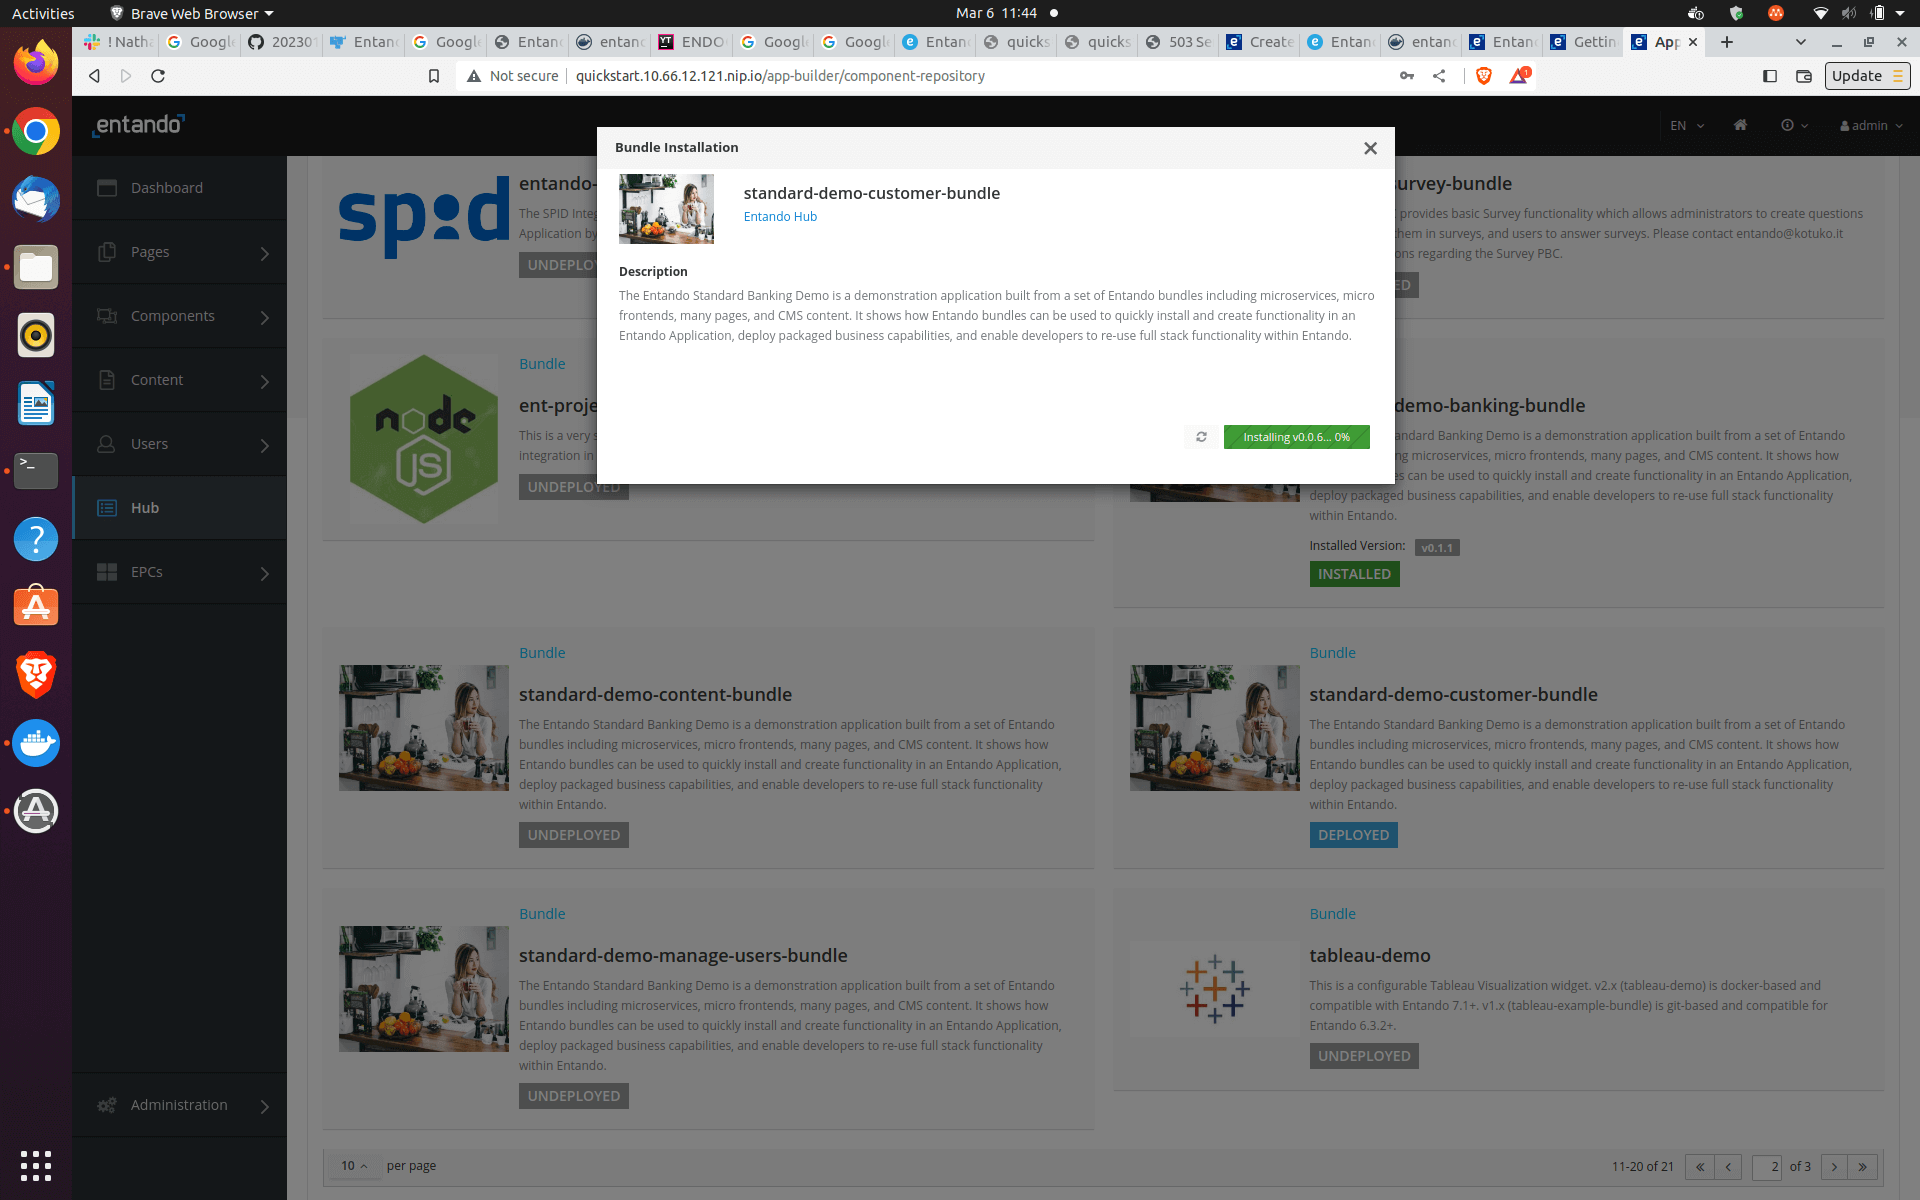 Activities
Brave Web Browser
Mar 6 11:44
! Nath
Google
20230
Entan
Google
Entan
entan
ENDO
Google
Google
Entan
quicks
quicks
503 Se
Create
Entan
entan
Entan
Gettin
App
Not secure
quickstart.10.66.12.121.nip.io/app-builder/component-repository
1
Update
entando
EN
admin
Dashboard
Pages
Components
Content
Users
Hub
EPCs
Administration
Bundle Installation
standard-demo-customer-bundle
Entando Hub
Description
The Entando Standard Banking Demo is a demonstration application built from a set of Entando bundles including microservices, micro
frontends, many pages, and CMS content. It shows how Entando bundles can be used to quickly install and create functionality in an
Entando Application, deploy packaged business capabilities, and enable developers to re-use full stack functionality within Entando.
Installing v0.0.6... 0%
spid
entando-
The SPID Integ
Application by
UNDEPLO
survey-bundle
provides basic Survey functionality which allows administrators to create questions
them in surveys, and users to answer surveys. Please contact entando@kotuko.it
ons regarding the Survey PBC.
ED
node
JS
Bundle
ent-proje
This is a very s
integration in
UNDEPLOYED
demo-banking-bundle
andard Banking Demo is a demonstration application built from a set of Entando
ng microservices, micro frontends, many pages, and CMS content. It shows how
es can be used to quickly install and create functionality in an Entando Application,
deploy packaged business capabilities, and enable developers to re-use full stack functionality
within Entando.
Installed Version: v0.1.1
INSTALLED
Bundle
standard-demo-content-bundle
The Entando Standard Banking Demo is a demonstration application built from a set of Entando
bundles including microservices, micro frontends, many pages, and CMS content. It shows how
Entando bundles can be used to quickly install and create functionality in an Entando Application,
deploy packaged business capabilities, and enable developers to re-use full stack functionality
within Entando.
UNDEPLOYED
Bundle
standard-demo-customer-bundle
The Entando Standard Banking Demo is a demonstration application built from a set of Entando
bundles including microservices, micro frontends, many pages, and CMS content. It shows how
Entando bundles can be used to quickly install and create functionality in an Entando Application,
deploy packaged business capabilities, and enable developers to re-use full stack functionality
within Entando.
DEPLOYED
Bundle
standard-demo-manage-users-bundle
The Entando Standard Banking Demo is a demonstration application built from a set of Entando
bundles including microservices, micro frontends, many pages, and CMS content. It shows how
Entando bundles can be used to quickly install and create functionality in an Entando Application,
deploy packaged business capabilities, and enable developers to re-use full stack functionality
within Entando.
UNDEPLOYED
Bundle
tableau-demo
This is a configurable Tableau Visualization widget. v2.x (tableau-demo) is docker-based and
compatible with Entando 7.1+. v1.x (tableau-example-bundle) is git-based and compatible for
Entando 6.3.2+.
UNDEPLOYED
10 per page
11-20 of 21
2 of 3